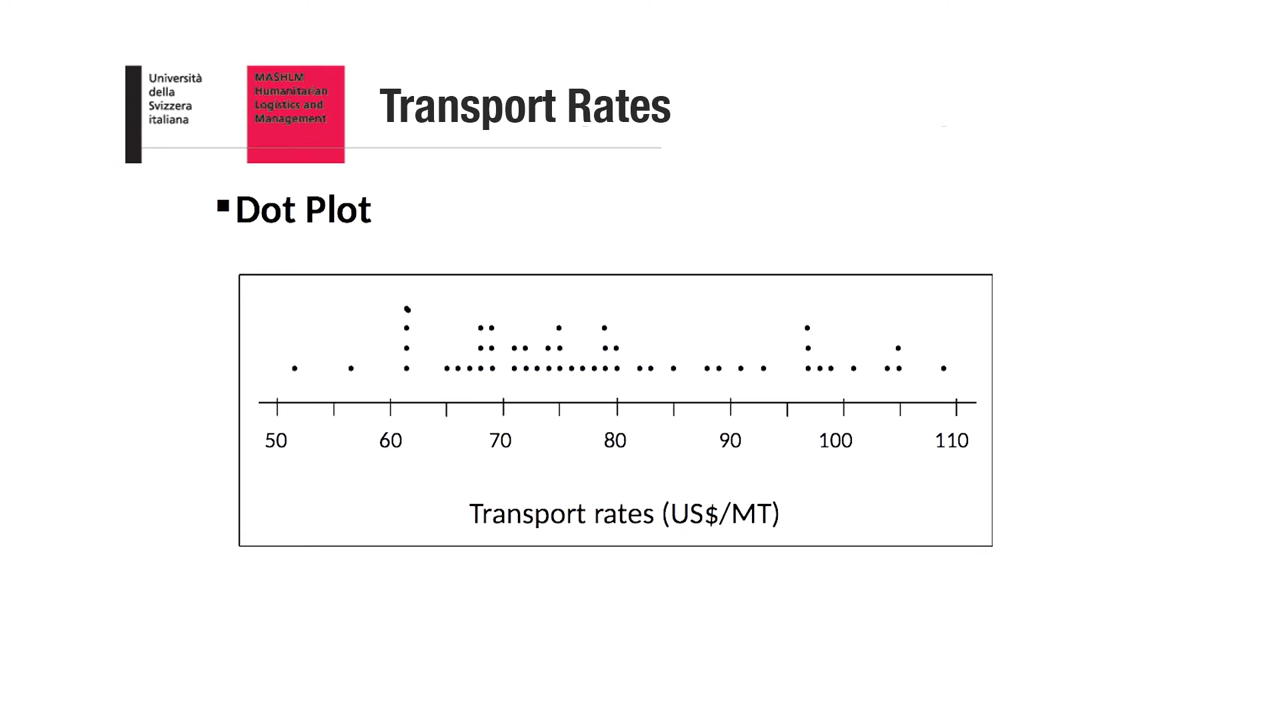 Università
della
Svizzera
italiana
MASHLM
Humanitarian
Logistics and
Management
Transport Rates
Dot Plot
50 60 70 80 90 100 110
Transport rates (US$/MT)